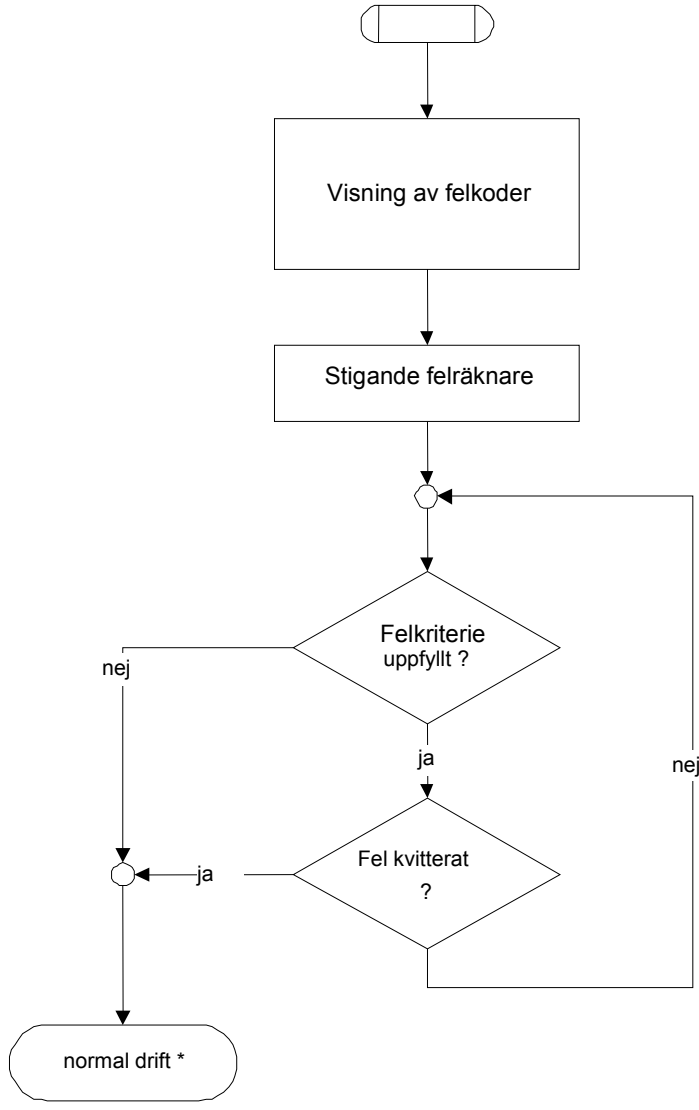 Visning av felkoder
Stigande felräknare
Felkriterie
uppfyllt ?
nej
ja
nej
Fel kvitterat
?
ja
normal drift *